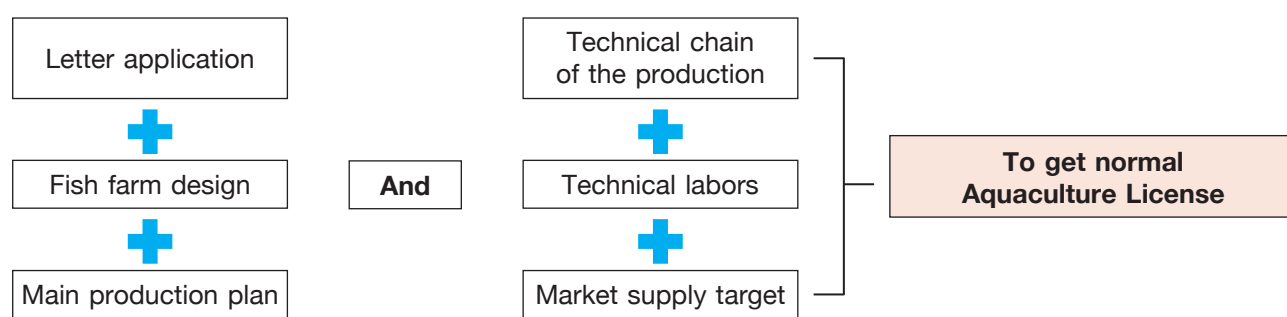 Letter application
Fish farm design
Main production plan
And
Technical chain
of the production
Technical labors
Market supply target
To get normal
Aquaculture License